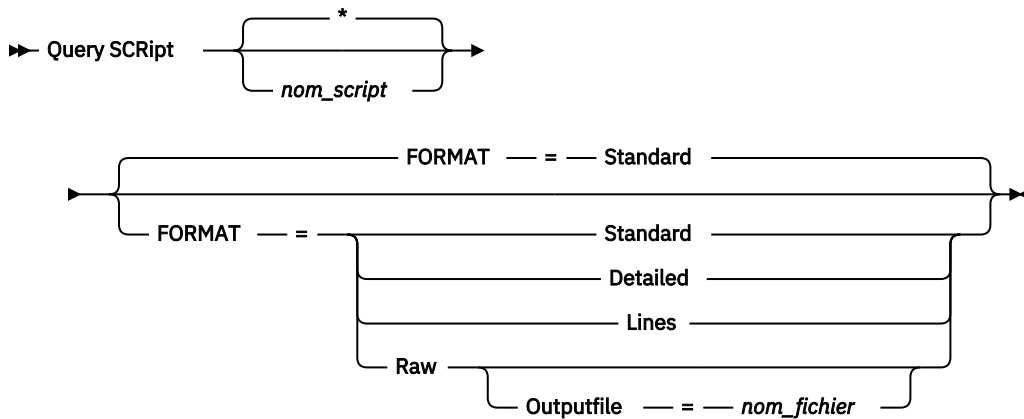 *
Query SCRipt
nom_script
FORMAT = Standard
FORMAT = Standard
Detailed
Lines
Raw
Outputfile = nom_fichier